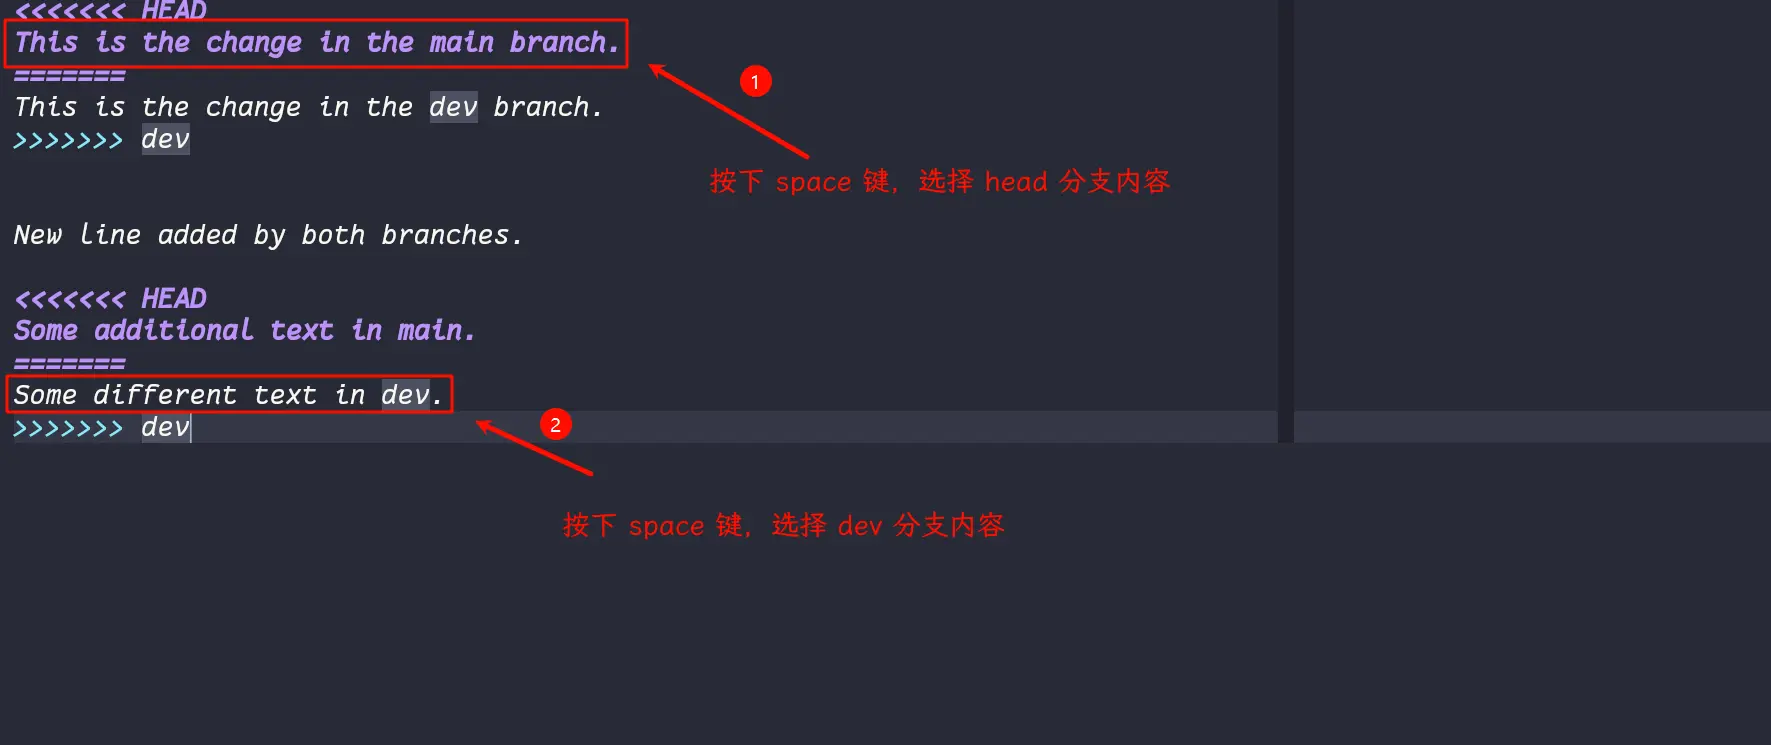 <<<<<<< HEAD
This is the change in the main branch.
=======
This is the change in the dev branch.
>>>>>>> dev
1
按下 space 键，选择 head 分支内容
New line added by both branches.
<<<<<<< HEAD
Some additional text in main.
=======
Some different text in dev.
>>>>>>> dev
2
按下 space 键，选择 dev 分支内容